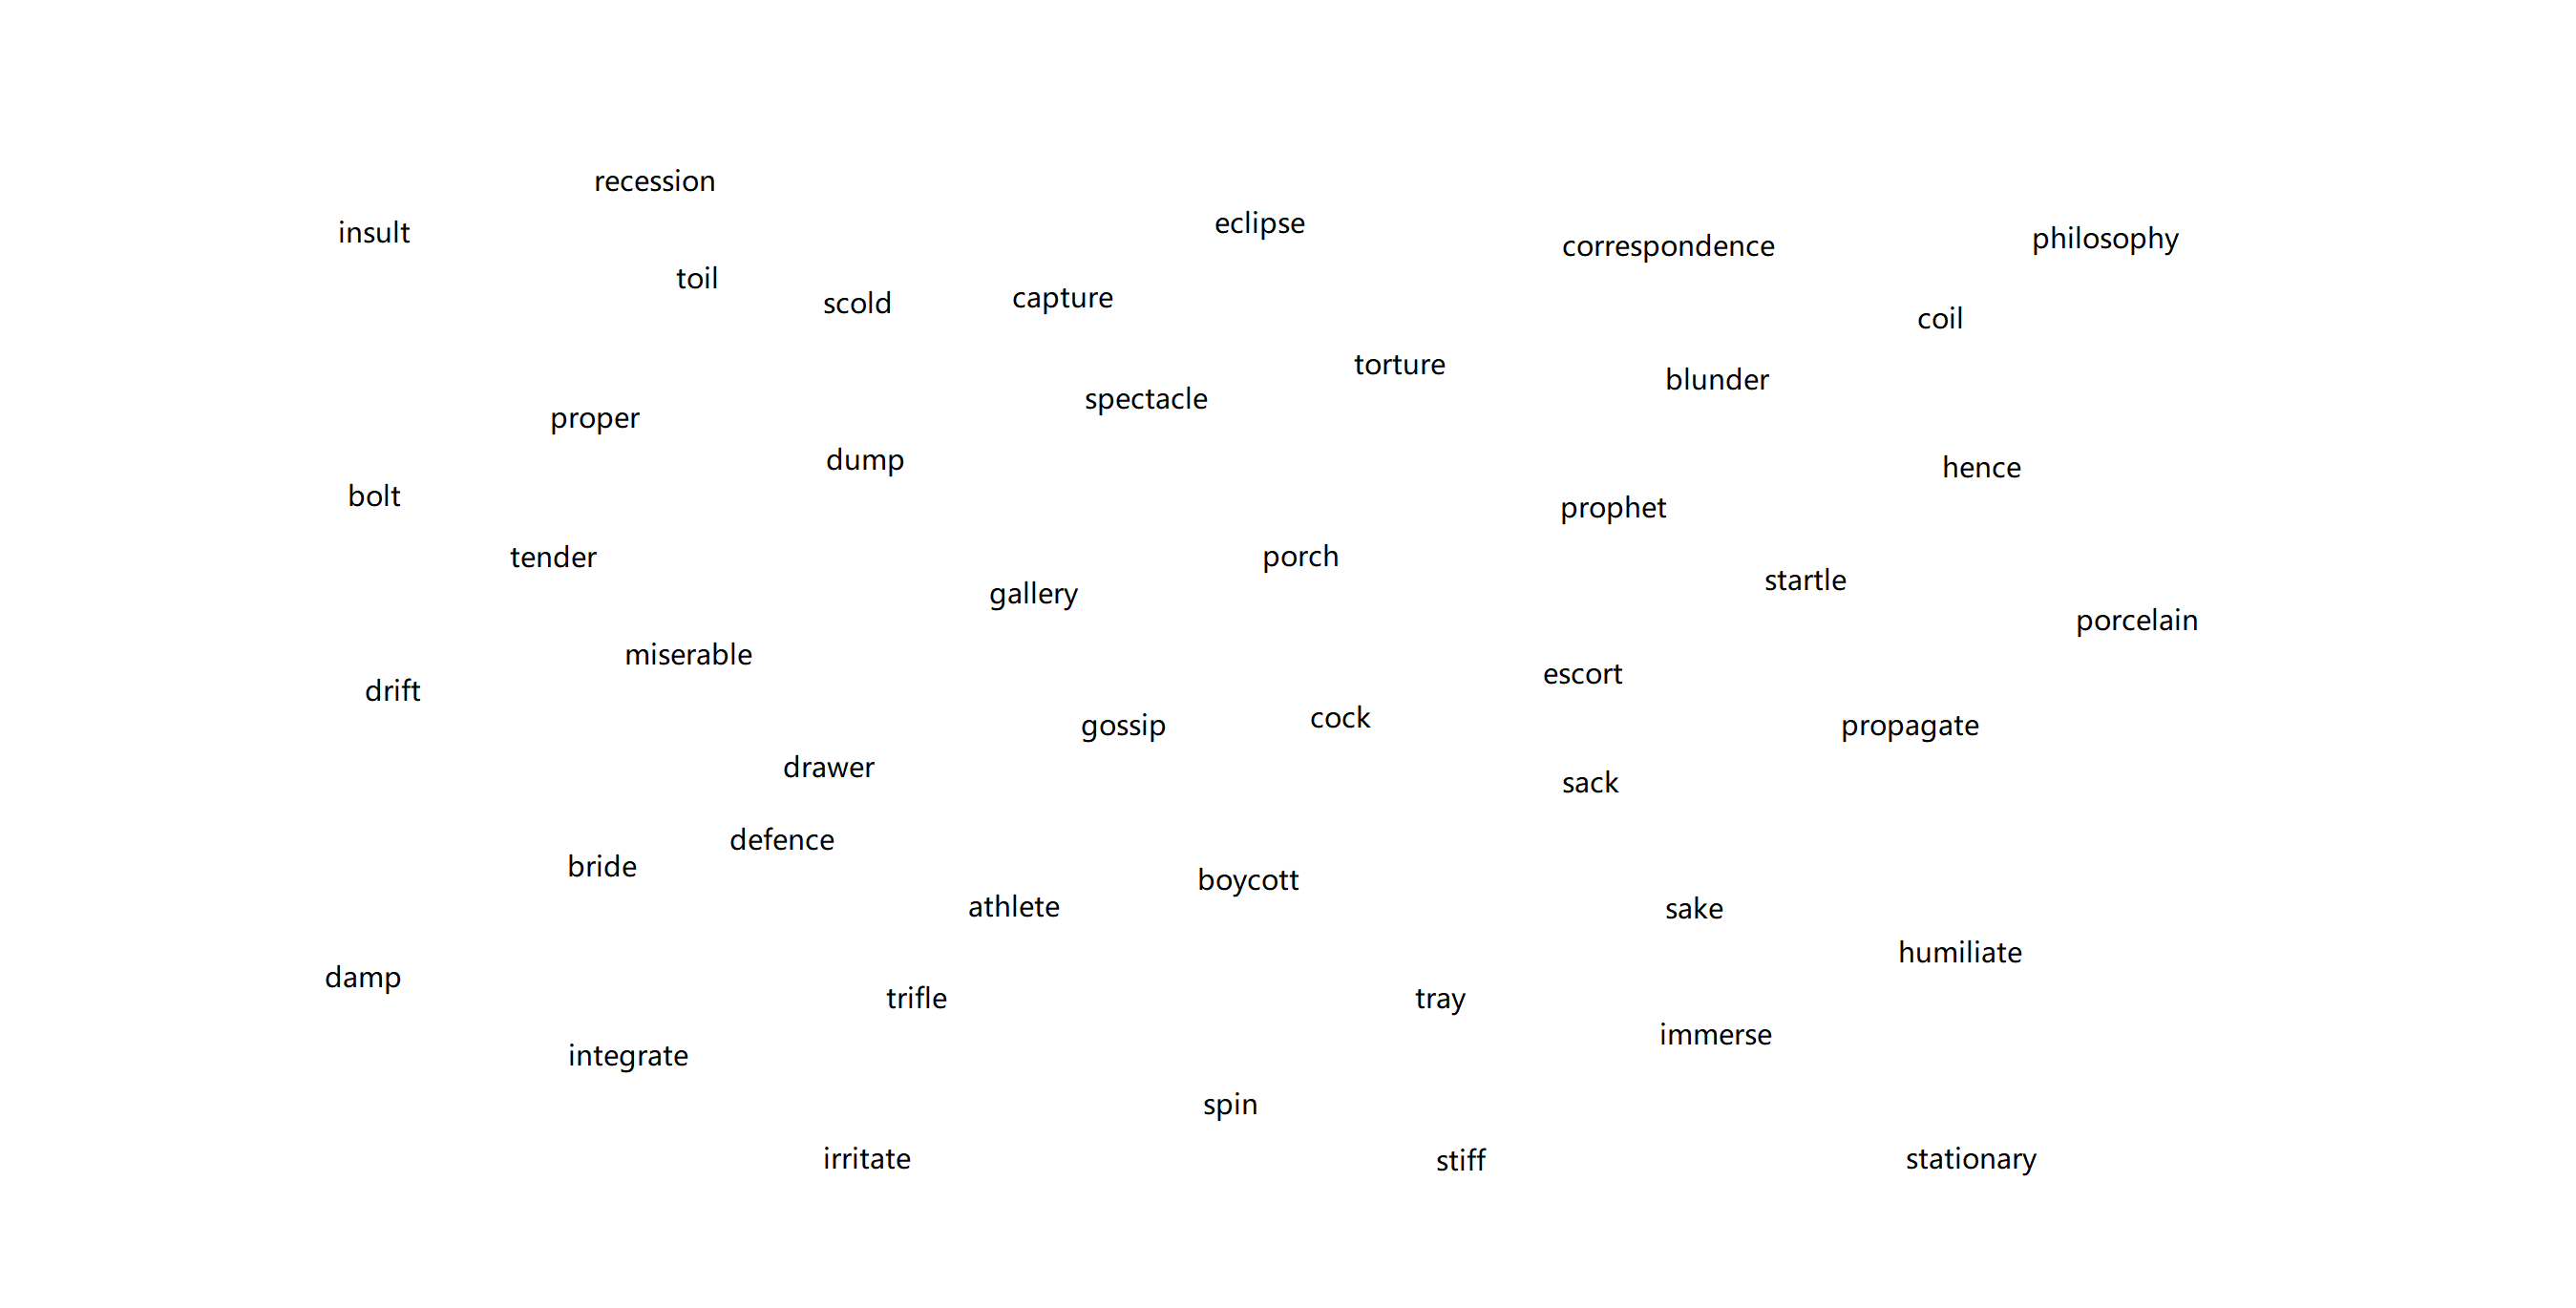 recession
insult
eclipse
philosophy
correspondence
toil
scold
capture
coil
torture
blunder
spectacle
proper
dump
hence
bolt
prophet
tender
porch
startle
gallery
porcelain
miserable
escort
drift
cock
gossip
propagate
drawer
sack
defence
bride
boycott
athlete
sake
humiliate
damp
trifle
tray
immerse
integrate
spin
irritate
stiff
stationary